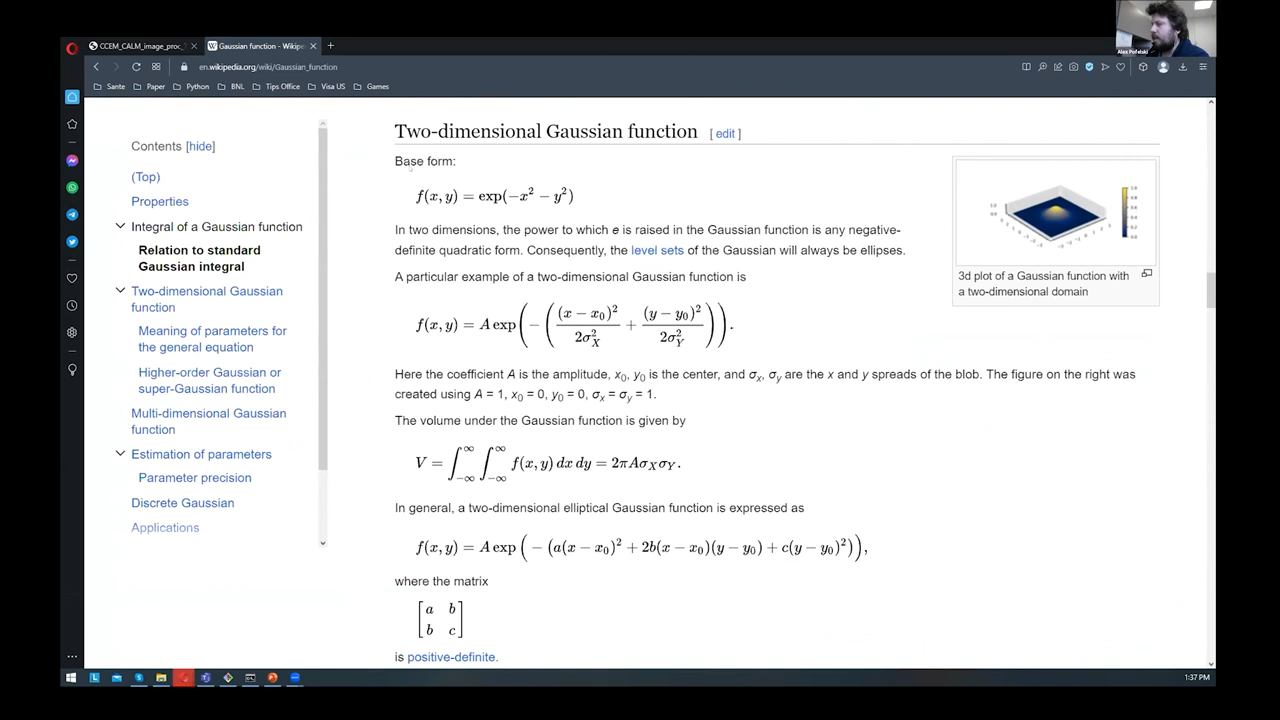 CCEM_CALM_image_proc_
Gaussian function - Wikipe
en.wikipedia.org/wiki/Gaussian_function
Sante Paper Python BNL Tips Office Visa US Games
Alex Pofelski
Contents [hide]
(Top)
Properties
Integral of a Gaussian function
Relation to standard
Gaussian integral
Two-dimensional Gaussian
function
Meaning of parameters for
the general equation
Higher-order Gaussian or
super-Gaussian function
Multi-dimensional Gaussian
function
Estimation of parameters
Parameter precision
Discrete Gaussian
Applications
Two-dimensional Gaussian function [ edit ]
Base form:
f(x, y) = exp(−x² − y²)
In two dimensions, the power to which e is raised in the Gaussian function is any negative-
definite quadratic form. Consequently, the level sets of the Gaussian will always be ellipses.
A particular example of a two-dimensional Gaussian function is
f(x, y) = A exp(−((x − x₀)²/2σ_X² + (y − y₀)²/2σ_Y²)).
Here the coefficient A is the amplitude, x₀, y₀ is the center, and σₓ, σ_y are the x and y spreads of the blob. The figure on the right was
created using A = 1, x₀ = 0, y₀ = 0, σₓ = σ_y = 1.
The volume under the Gaussian function is given by
V = ∫_{−∞}^{∞} ∫_{−∞}^{∞} f(x, y) dx dy = 2πAσ_Xσ_Y.
In general, a two-dimensional elliptical Gaussian function is expressed as
f(x, y) = A exp(−(a(x − x₀)² + 2b(x − x₀)(y − y₀) + c(y − y₀)²)),
where the matrix
[a b
b c]
is positive-definite.
3d plot of a Gaussian function with
a two-dimensional domain
1:37 PM